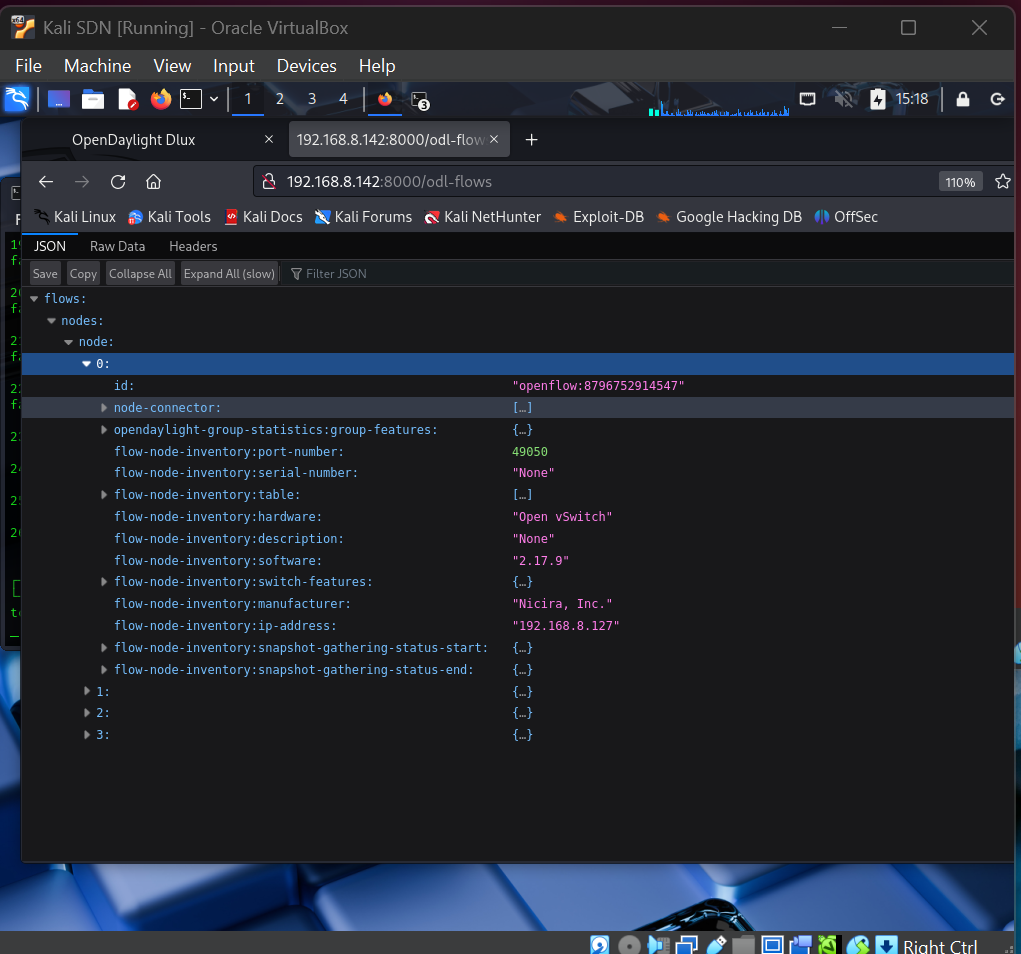 Kali SDN [Running] - Oracle VirtualBox
File Machine View Input Devices Help
1 2 3 4 3 15:18
OpenDaylight Dlux × 192.168.8.142:8000/odl-flow × +
192.168.8.142:8000/odl-flows 110%
Kali Linux Kali Tools Kali Docs Kali Forums Kali NetHunter Exploit-DB Google Hacking DB OffSec
JSON Raw Data Headers
Save Copy Collapse All Expand All (slow) Filter JSON
flows:
nodes:
node:
0:
id: "openflow:8796752914547"
node-connector: […]
opendaylight-group-statistics:group-features: {…}
flow-node-inventory:port-number: 49050
flow-node-inventory:serial-number: "None"
flow-node-inventory:table: […]
flow-node-inventory:hardware: "Open vSwitch"
flow-node-inventory:description: "None"
flow-node-inventory:software: "2.17.9"
flow-node-inventory:switch-features: {…}
flow-node-inventory:manufacturer: "Nicira, Inc."
flow-node-inventory:ip-address: "192.168.8.127"
flow-node-inventory:snapshot-gathering-status-start: {…}
flow-node-inventory:snapshot-gathering-status-end: {…}
1: {…}
2: {…}
3: {…}
Right Ctrl